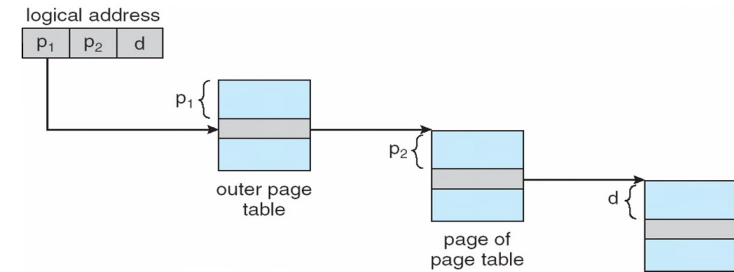 logical address
p₁ p₂ d
p₁
p₂
d
outer page
table
page of
page table